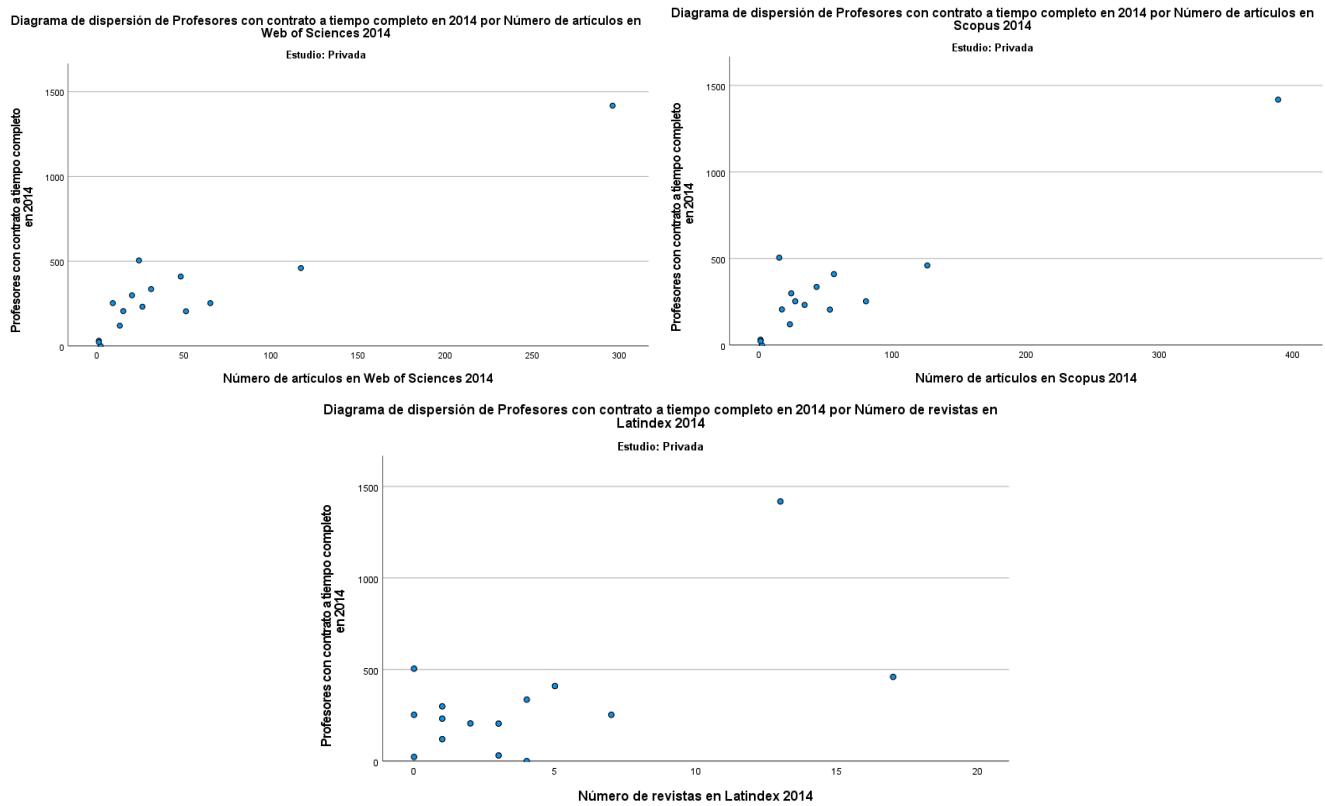 Diagrama de dispersión de Profesores con contrato a tiempo completo en 2014 por Número de artículos en
Web of Sciences 2014
Estudio: Privada
Profesores con contrato a tiempo completo
en 2014
1500
1000
500
0
0 50 100 150 200 250 300
Número de artículos en Web of Sciences 2014
Diagrama de dispersión de Profesores con contrato a tiempo completo en 2014 por Número de artículos en
Scopus 2014
Estudio: Privada
Profesores con contrato a tiempo completo
en 2014
1500
1000
500
0
0 100 200 300 400
Número de artículos en Scopus 2014
Diagrama de dispersión de Profesores con contrato a tiempo completo en 2014 por Número de revistas en
Latindex 2014
Estudio: Privada
Profesores con contrato a tiempo completo
en 2014
1500
1000
500
0
0 5 10 15 20
Número de revistas en Latindex 2014